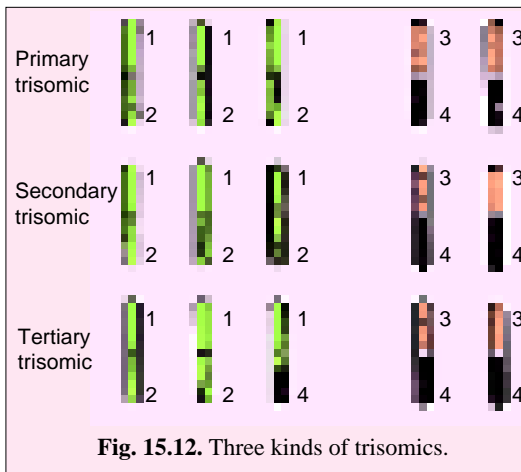 Primary trisomic
1 1 1 3 3
2 2 2 4 4
Secondary trisomic
1 1 1 3 3
2 2 2 4 4
Tertiary trisomic
1 1 1 3 3
2 2 4 4 4
Fig. 15.12. Three kinds of trisomics.